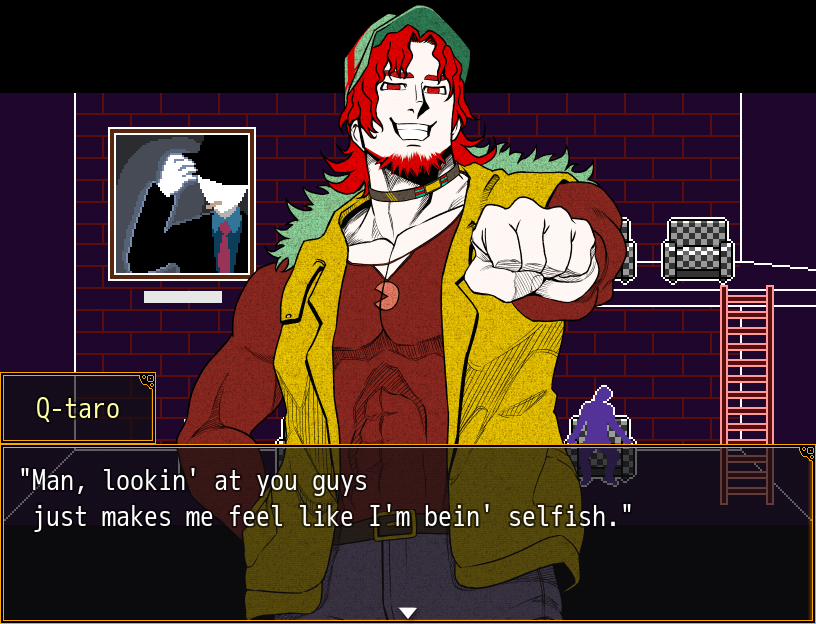 Q-taro
"Man, lookin' at you guys
just makes me feel like I'm bein' selfish."